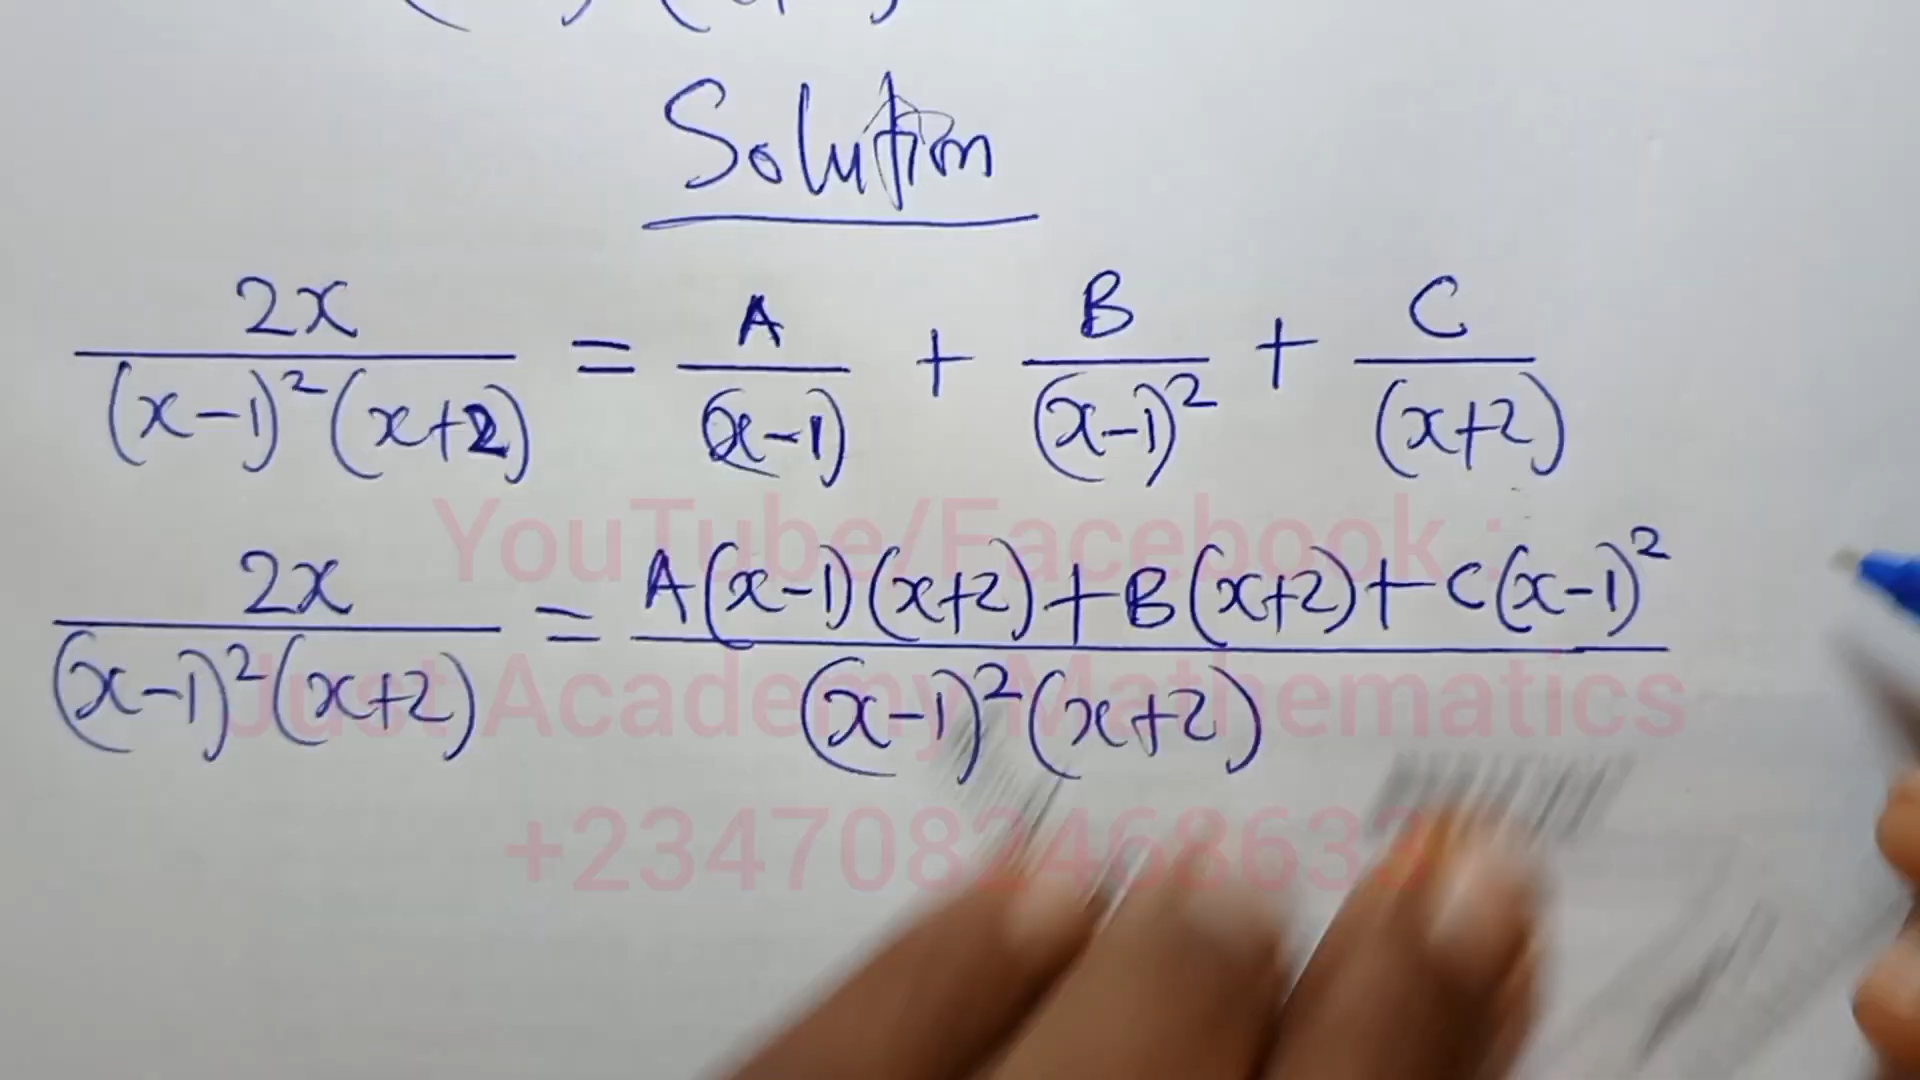 Solution
2x / (x-1)²(x+2) = A / (x-1) + B / (x-1)² + C / (x+2)
YouTube/Facebook :
2x / (x-1)²(x+2) = A(x-1)(x+2)+B(x+2)+C(x-1)² / (x-1)²(x+2)
Just Academy Mathematics